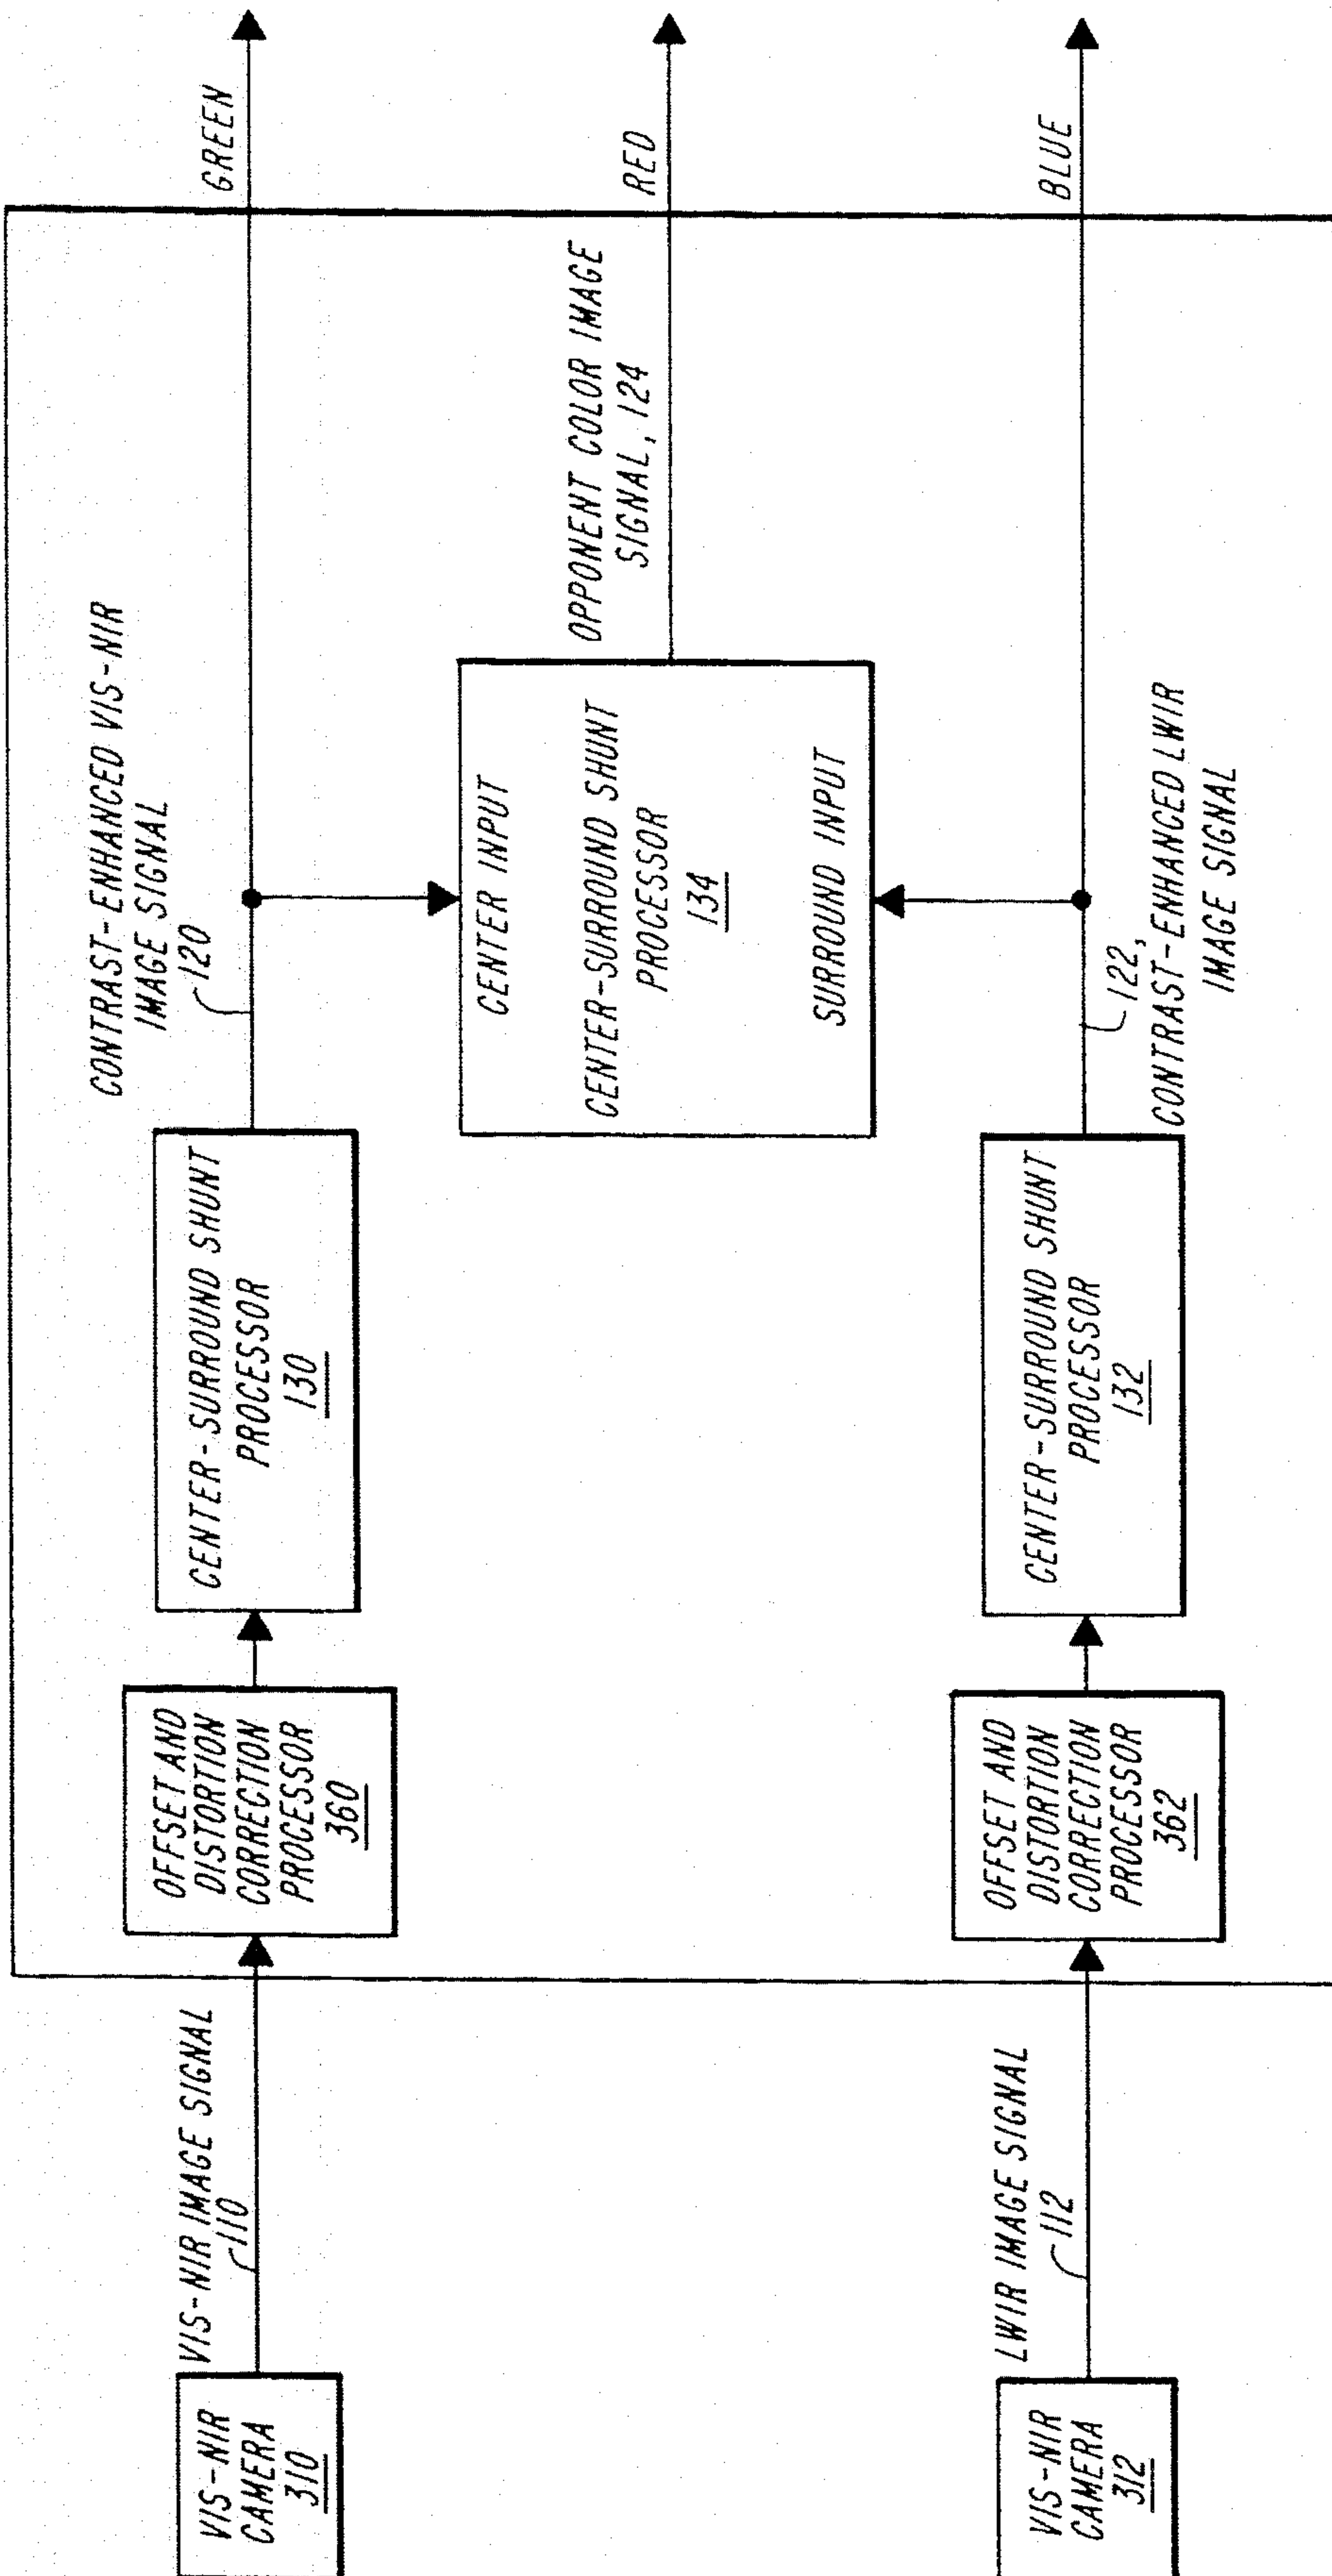 VIS-NIR
CAMERA
310
VIS-NIR IMAGE SIGNAL
110
OFFSET AND
DISTORTION
CORRECTION
PROCESSOR
360
CENTER-SURROUND SHUNT
PROCESSOR
130
CONTRAST-ENHANCED VIS-NIR
IMAGE SIGNAL
120
GREEN
CENTER INPUT
CENTER-SURROUND SHUNT
PROCESSOR
134
SURROUND INPUT
OPPONENT COLOR IMAGE
SIGNAL, 124
RED
VIS-NIR
CAMERA
312
LWIR IMAGE SIGNAL
112
OFFSET AND
DISTORTION
CORRECTION
PROCESSOR
362
CENTER-SURROUND SHUNT
PROCESSOR
132
122,
CONTRAST-ENHANCED LWIR
IMAGE SIGNAL
BLUE